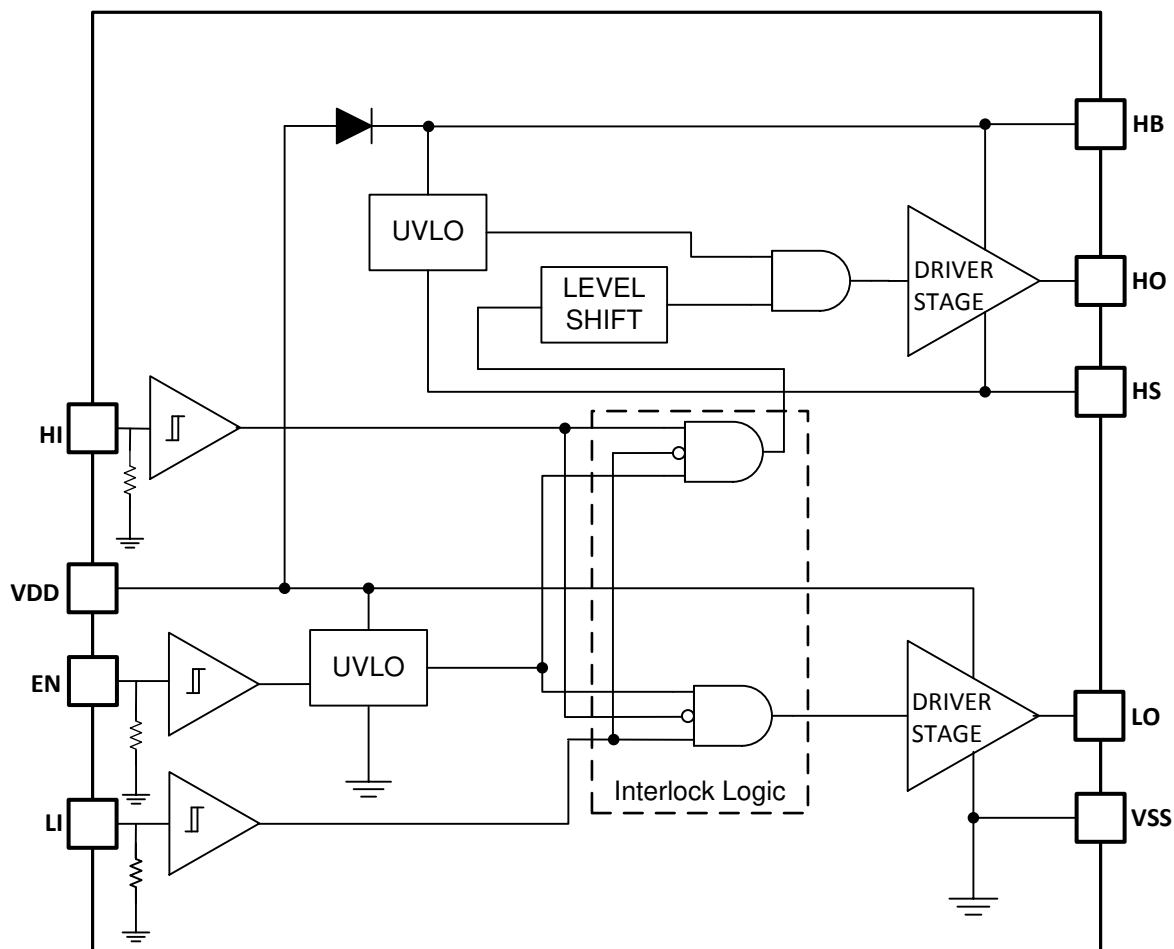 HB
UVLO
LEVEL
SHIFT
DRIVER
STAGE
HO
HS
HI
VDD
EN
UVLO
DRIVER
STAGE
LO
LI
Interlock Logic
VSS